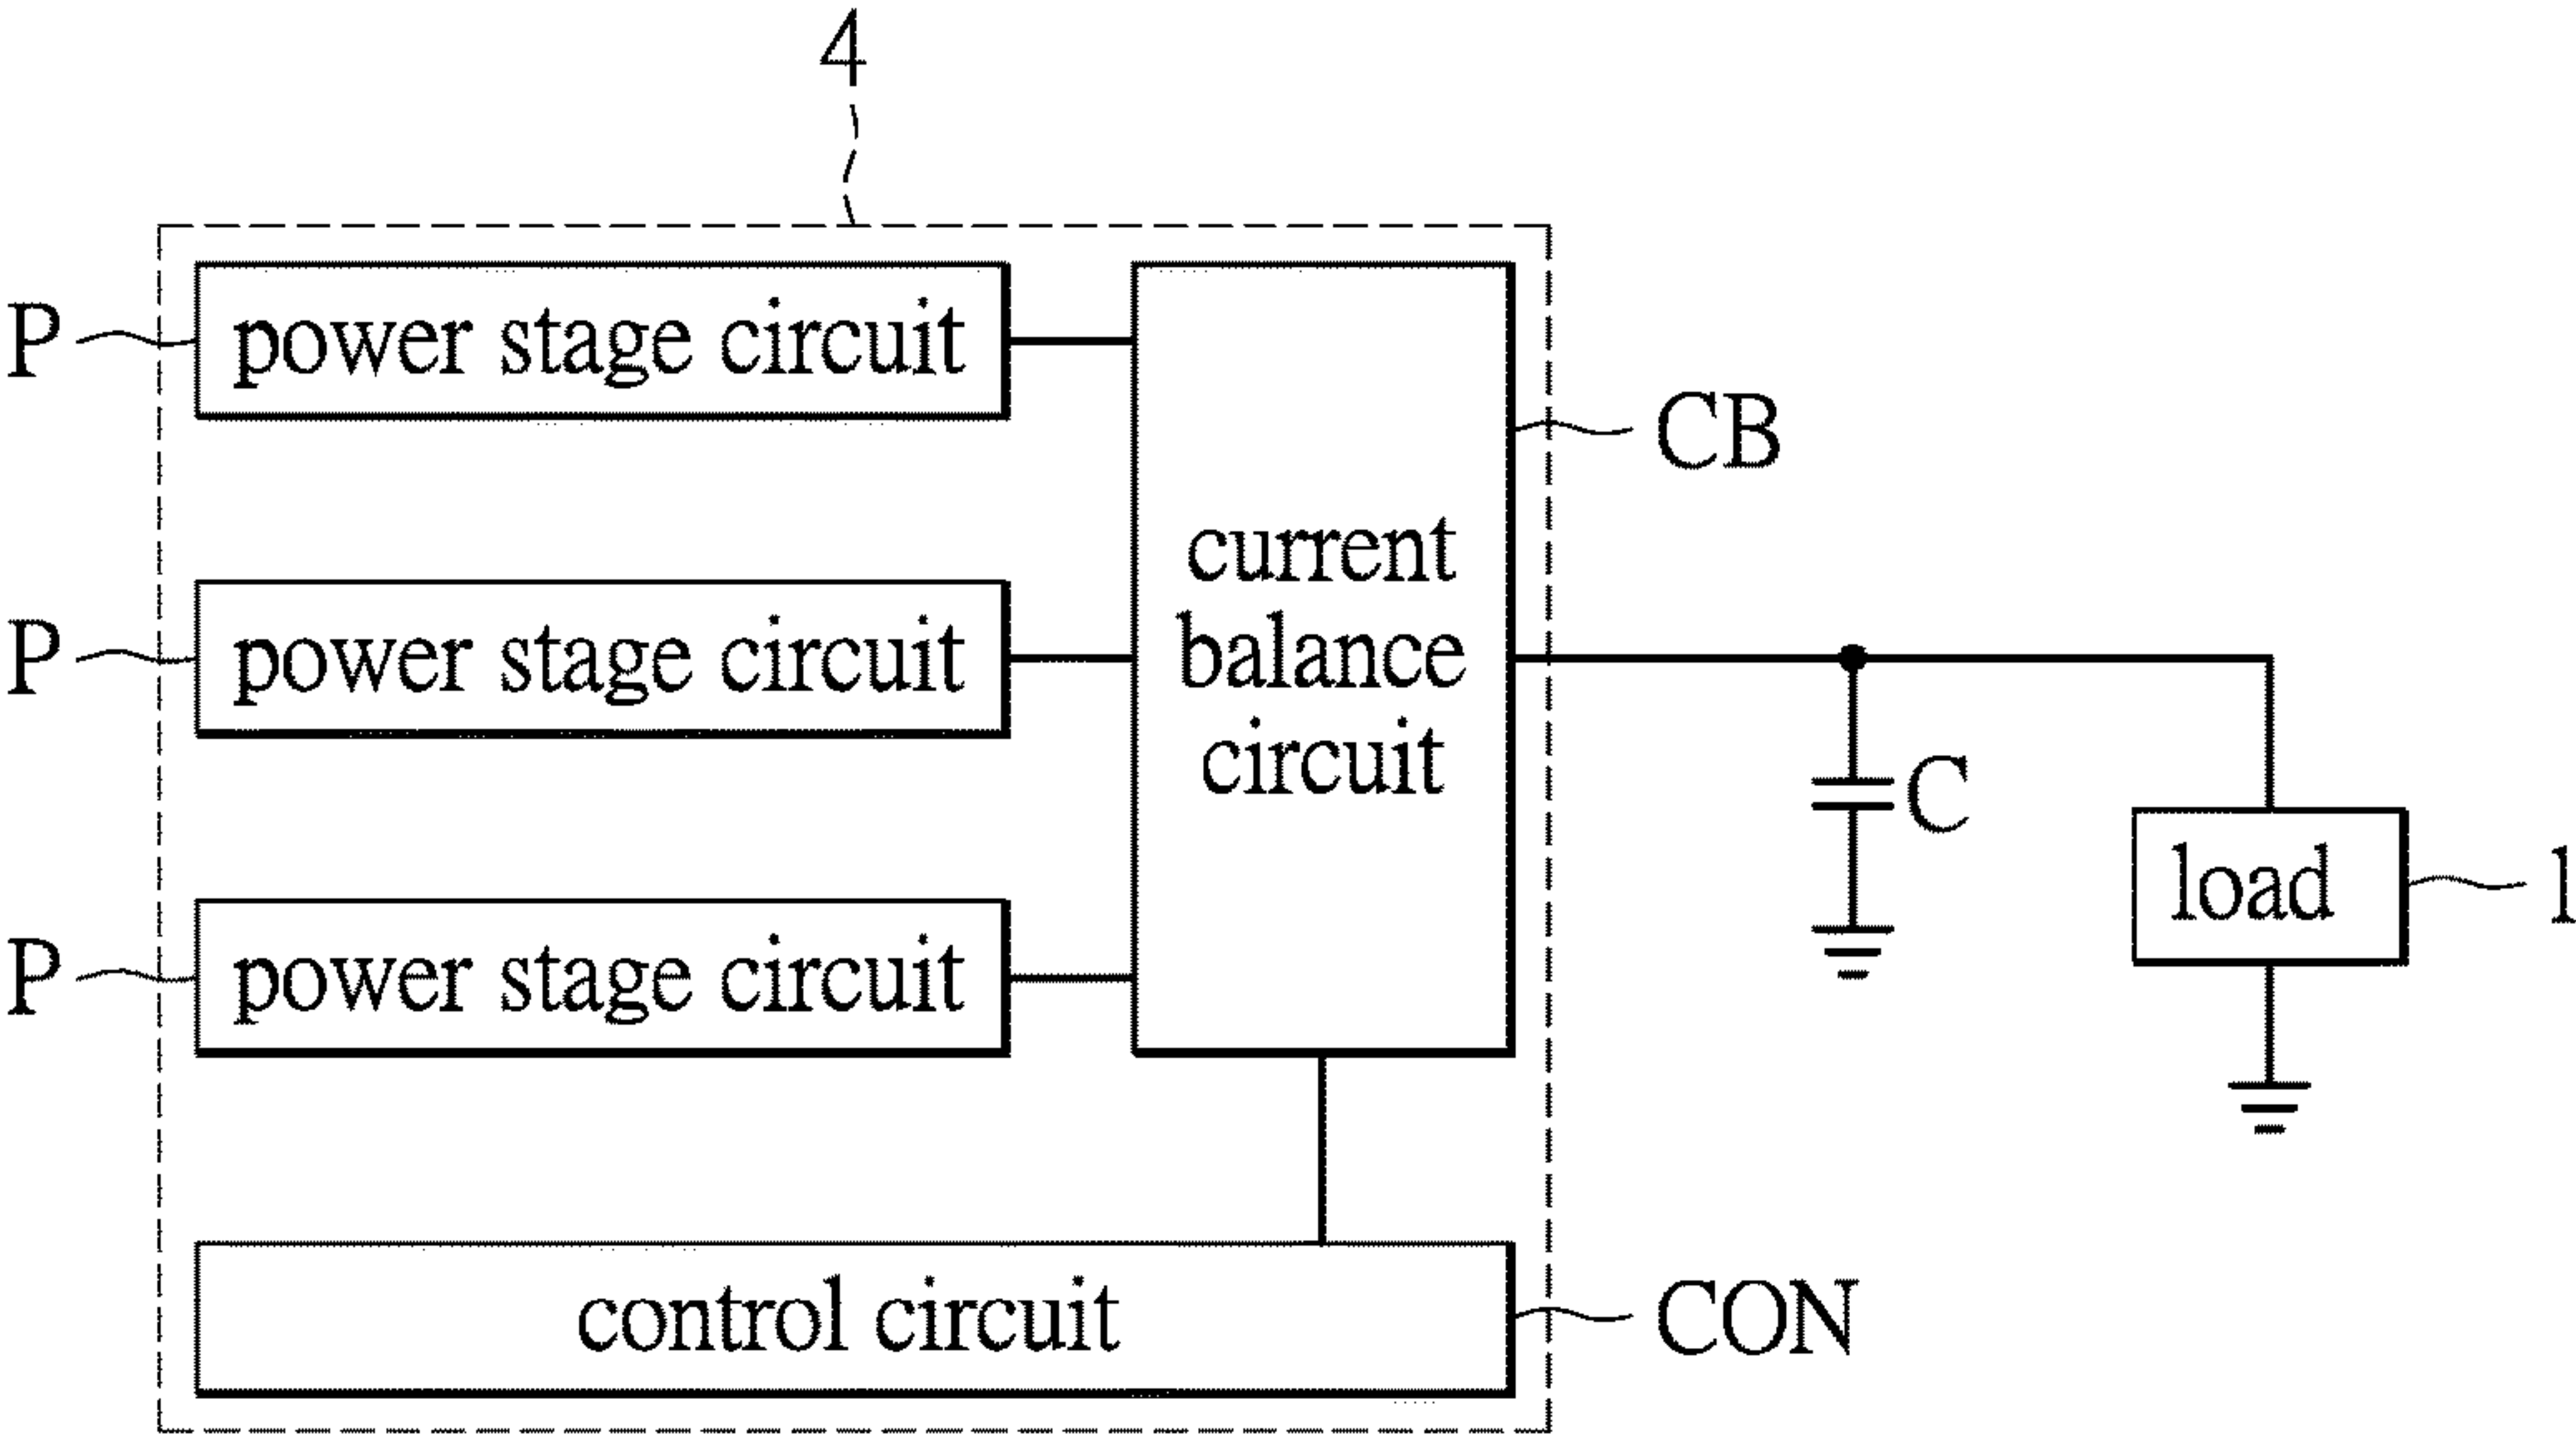 4
P
power stage circuit
CB
P
power stage circuit
current
balance
circuit
C
load
1
P
power stage circuit
control circuit
CON